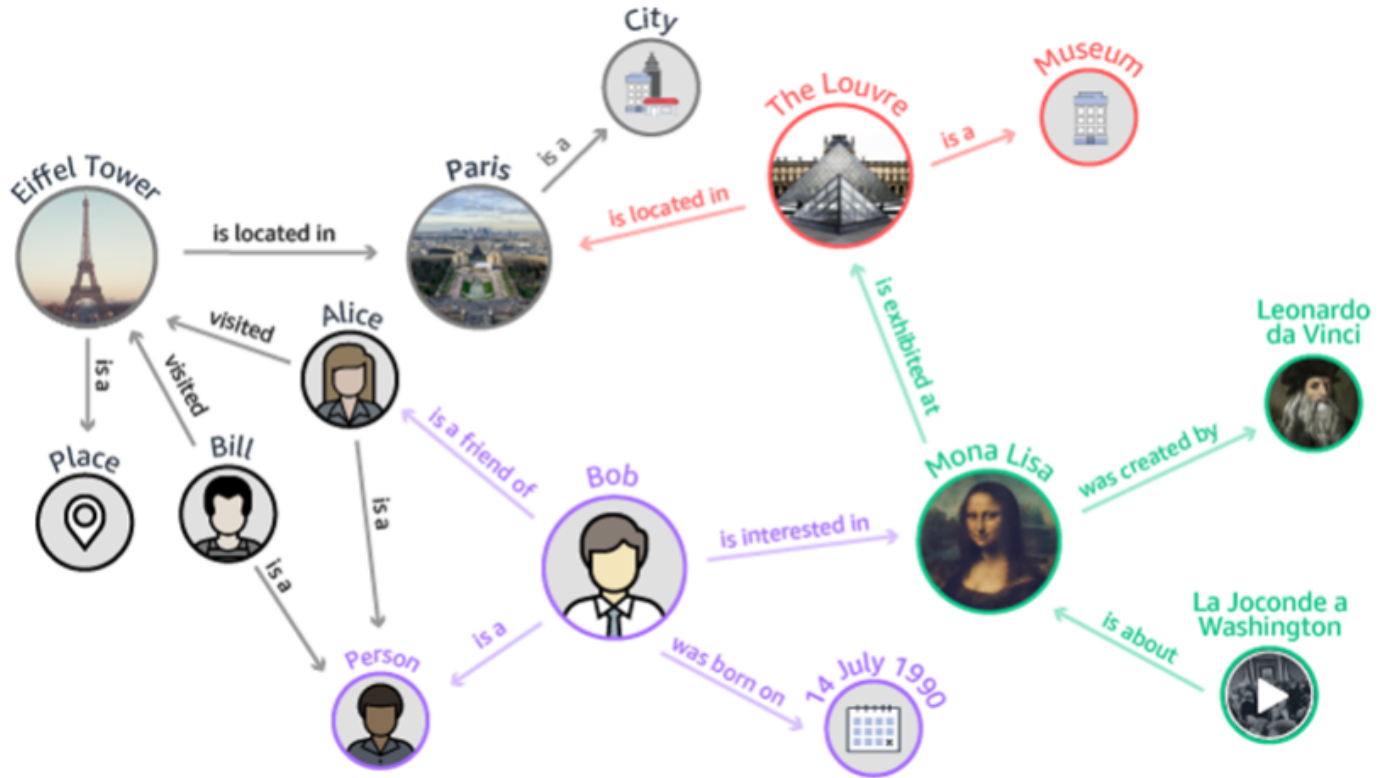 City
Museum
The Louvre
is a
is a
Eiffel Tower
Paris
is located in
is located in
Alice
visited
is exhibited at
Leonardo
da Vinci
is a
visited
Place
Bill
is a friend of
Bob
Mona Lisa
was created by
is a
is interested in
is a
La Joconde a
Washington
is about
is a
Person
was born on
14 July 1990